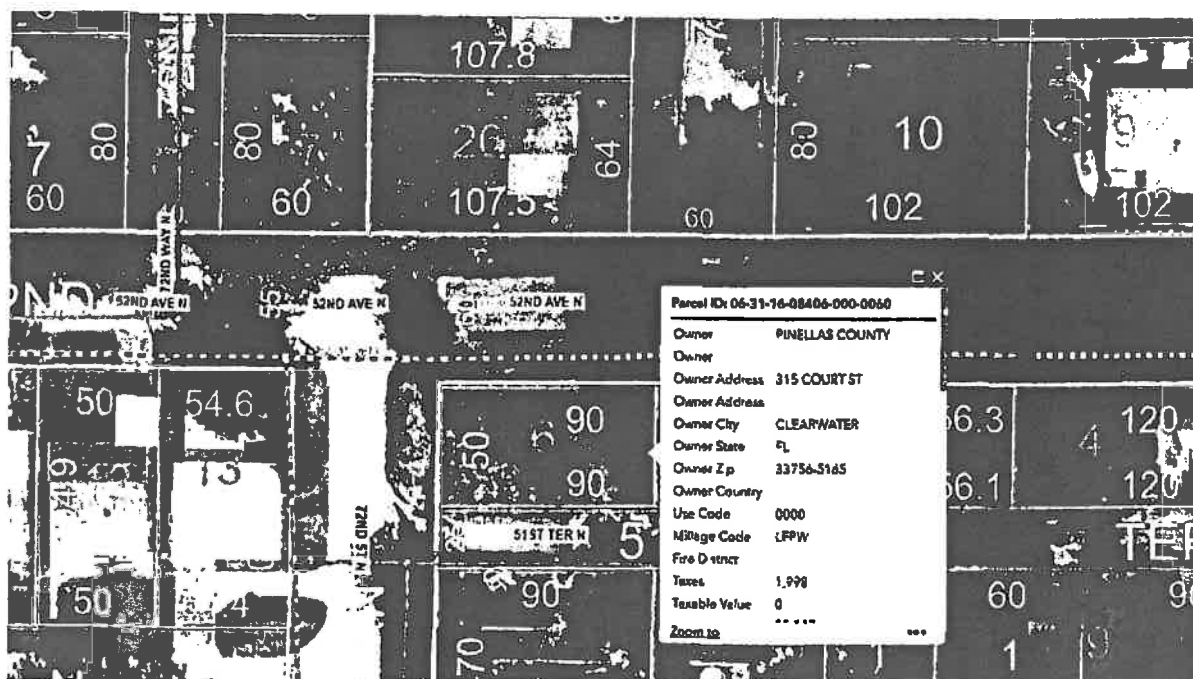 107.8
7
80
60
80
60
26
64
107.5
60
80
10
102
102
72ND WAY N
52ND AVE N
52ND AVE N
52ND AVE N
Parcel ID: 06-31-16-08406-000-0060
Owner PINELLAS COUNTY
Owner
Owner Address 315 COURT ST
Owner Address
Owner City CLEARWATER
Owner State FL
Owner Zip 33756-5165
Owner Country
Use Code 0000
Millage Code LFPW
Fire District
Taxes 1,998
Taxable Value 0
Zoom to
50
54.6
49
13
50
72ND ST N
90
50
90
51ST TER N
5
90
70
56.3
4
120
56.1
120
60
1
9